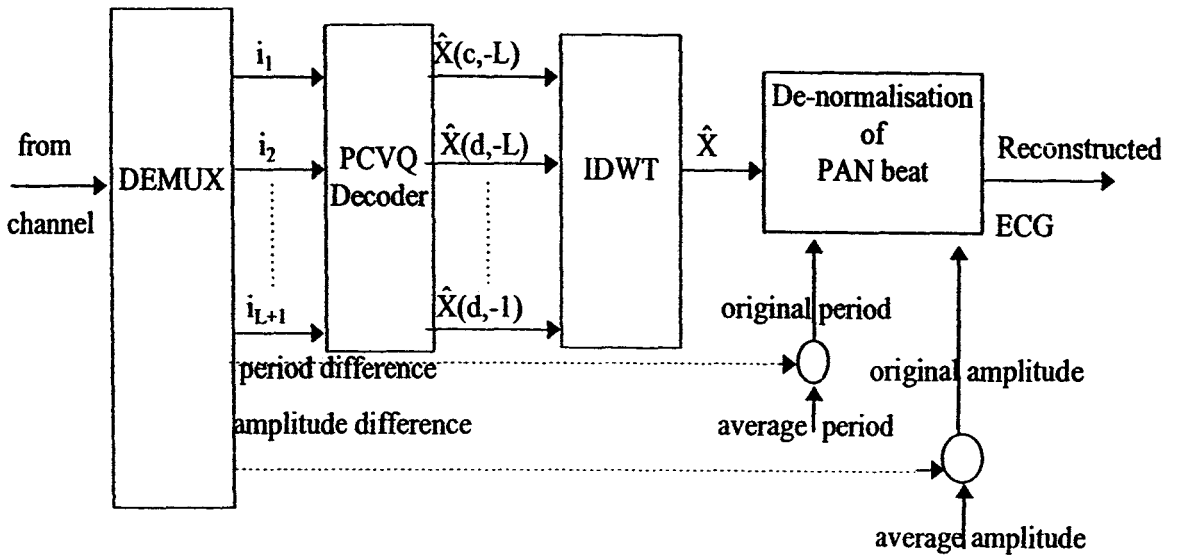 from
channel
DEMUX
i₁
i₂
i_{L+1}
PCVQ
Decoder
X̂(c,-L)
X̂(d,-L)
X̂(d,-1)
IDWT
X̂
De-normalisation
of
PAN beat
Reconstructed
ECG
original period
period difference
average period
original amplitude
amplitude difference
average amplitude